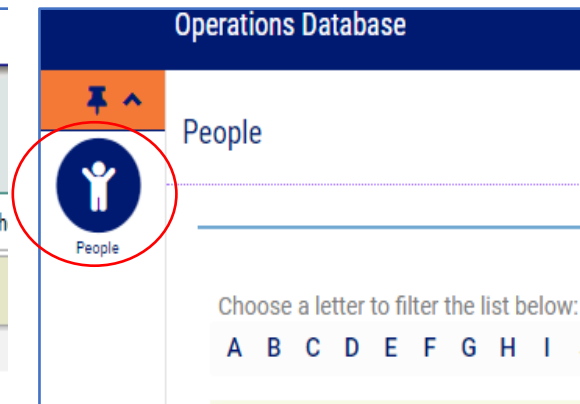 Operations Database
People
People
Choose a letter to filter the list below:
A B C D E F G H I